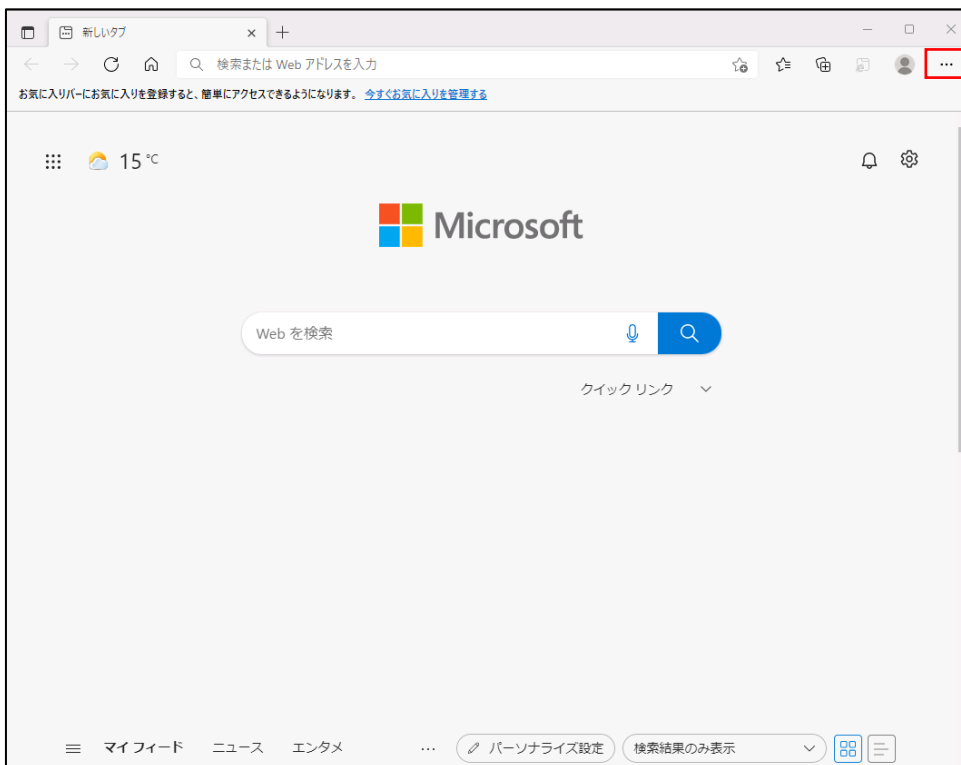 新しいタブ
検索または Web アドレスを入力
お気に入りバーにお気に入りを登録すると、簡単にアクセスできるようになります。 今すぐお気に入りを管理する
15 °C
Microsoft
Web を検索
クイック リンク
マイ フィード ニュース エンタメ ... パーソナライズ設定 検索結果のみ表示